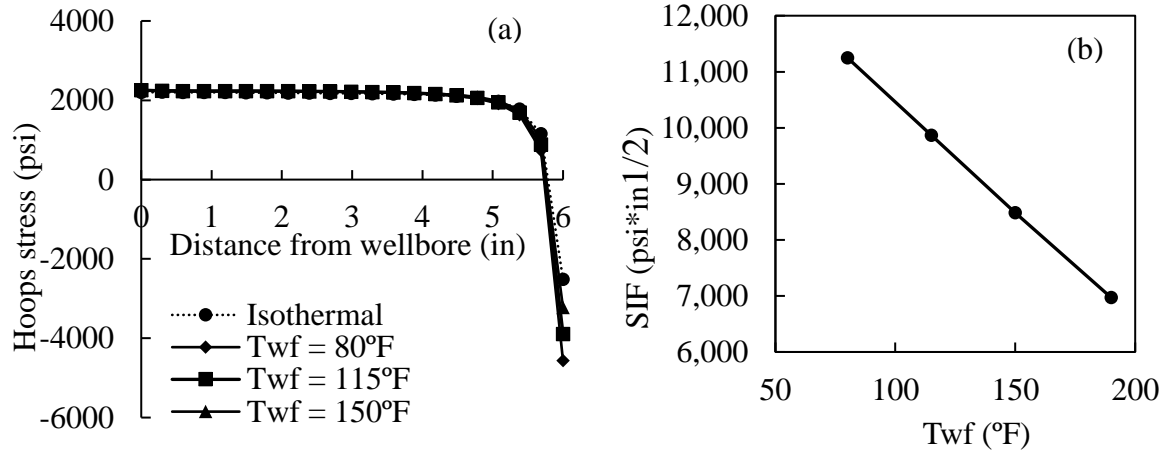 (a)
4000
2000
0
-2000
-4000
-6000
Hoops stress (psi)
0 1 2 3 4 5 6
Distance from wellbore (in)
Isothermal
Twf = 80ºF
Twf = 115ºF
Twf = 150ºF
(b)
12,000
11,000
10,000
9,000
8,000
7,000
6,000
SIF (psi*in1/2)
50 100 150 200
Twf (ºF)